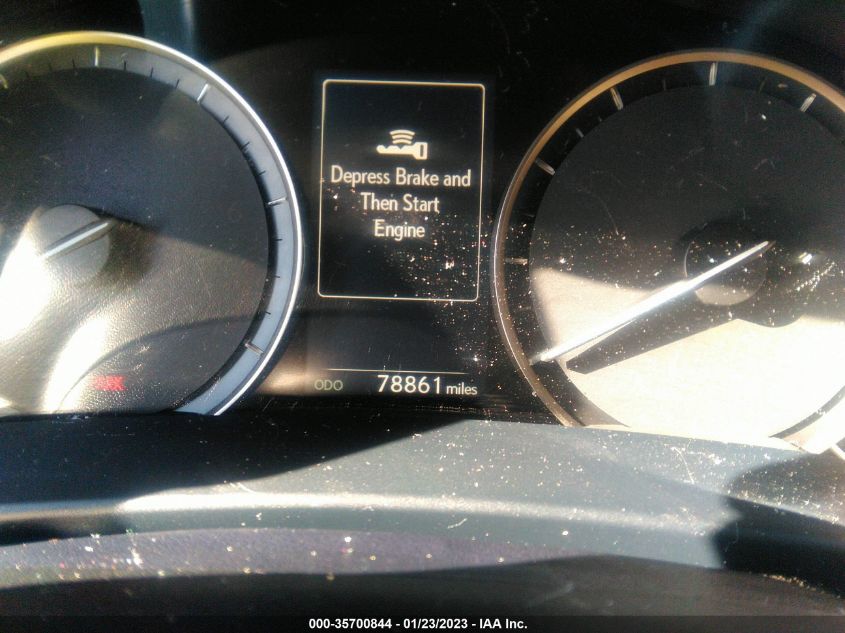 Depress Brake and
Then Start
Engine
ODO 78861 miles
000-35700844 - 01/23/2023 - IAA Inc.